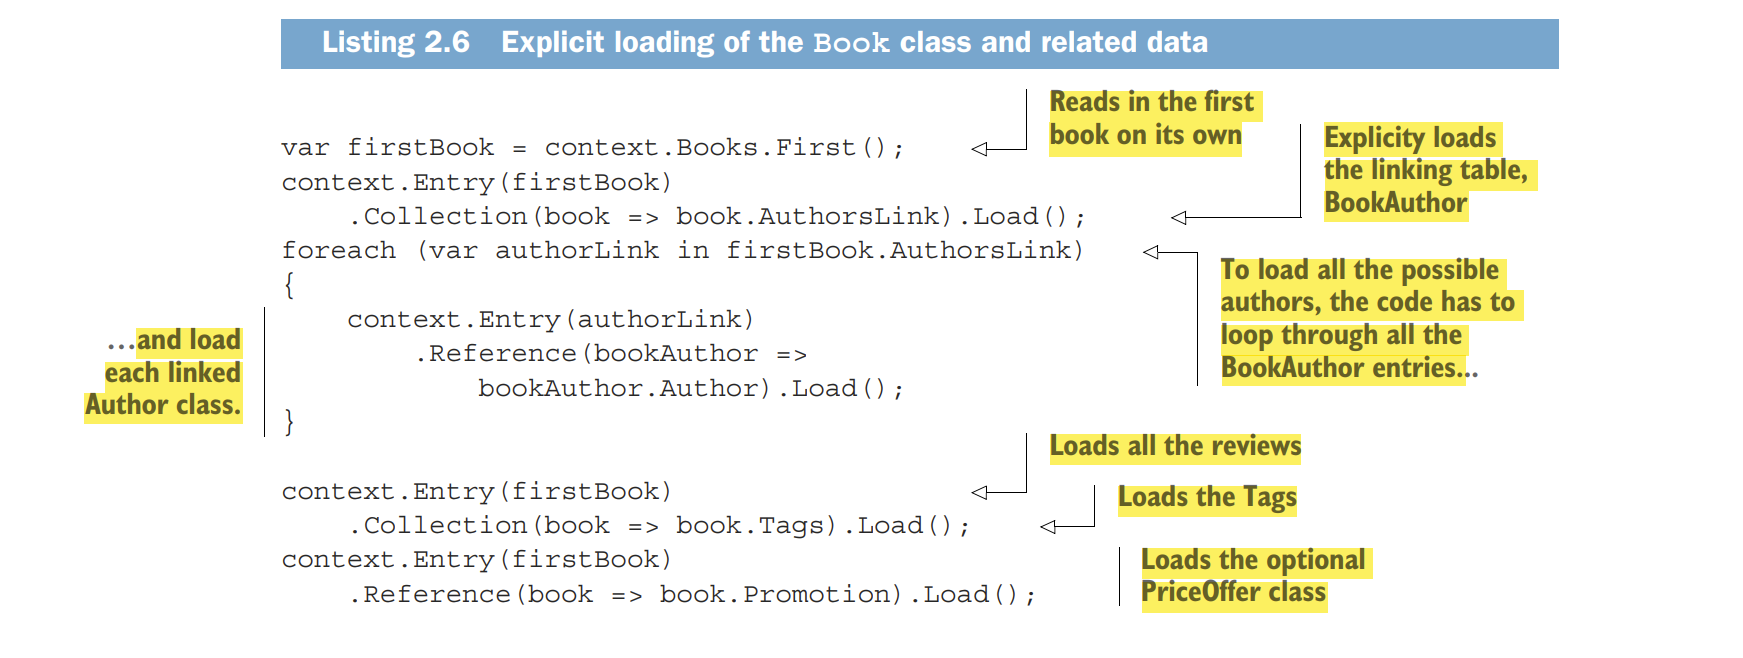 Listing 2.6 Explicit loading of the Book class and related data
Reads in the first
book on its own
var firstBook = context.Books.First();
Explicity loads
the linking table,
BookAuthor
context.Entry(firstBook)
    .Collection(book => book.AuthorsLink).Load();
foreach (var authorLink in firstBook.AuthorsLink)
To load all the possible
authors, the code has to
loop through all the
BookAuthor entries...
{
    context.Entry(authorLink)
        .Reference(bookAuthor =>
            bookAuthor.Author).Load();
}
...and load
each linked
Author class.
Loads all the reviews
context.Entry(firstBook)
Loads the Tags
    .Collection(book => book.Tags).Load();
context.Entry(firstBook)
    .Reference(book => book.Promotion).Load();
Loads the optional
PriceOffer class